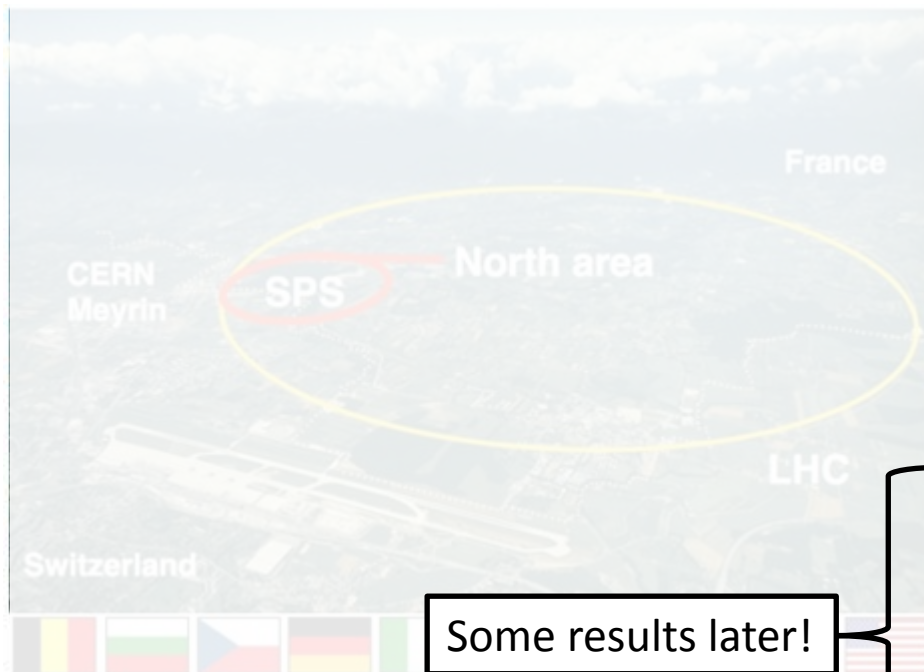 France
North area
CERN
Meyrin
SPS
LHC
Switzerland
Some results later!